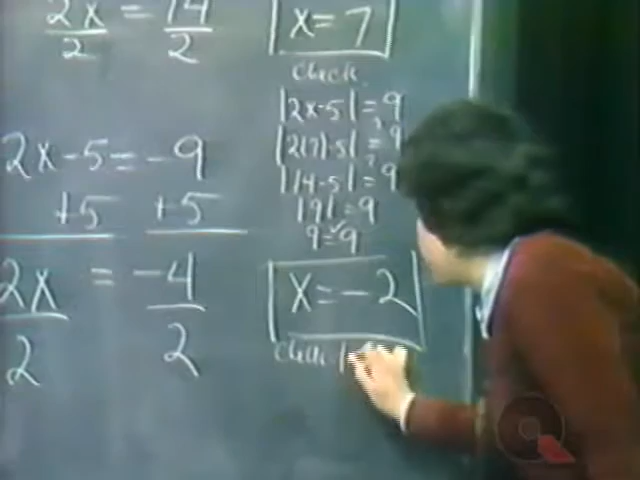 2x = 14
2 2
x = 7
check
|2x-5| = 9
|2(7)-5| ?= 9
|14-5| ?= 9
|9| = 9
9 = 9 ✓
2x - 5 = -9
+5 +5
2x = -4
2 2
x = -2
check |